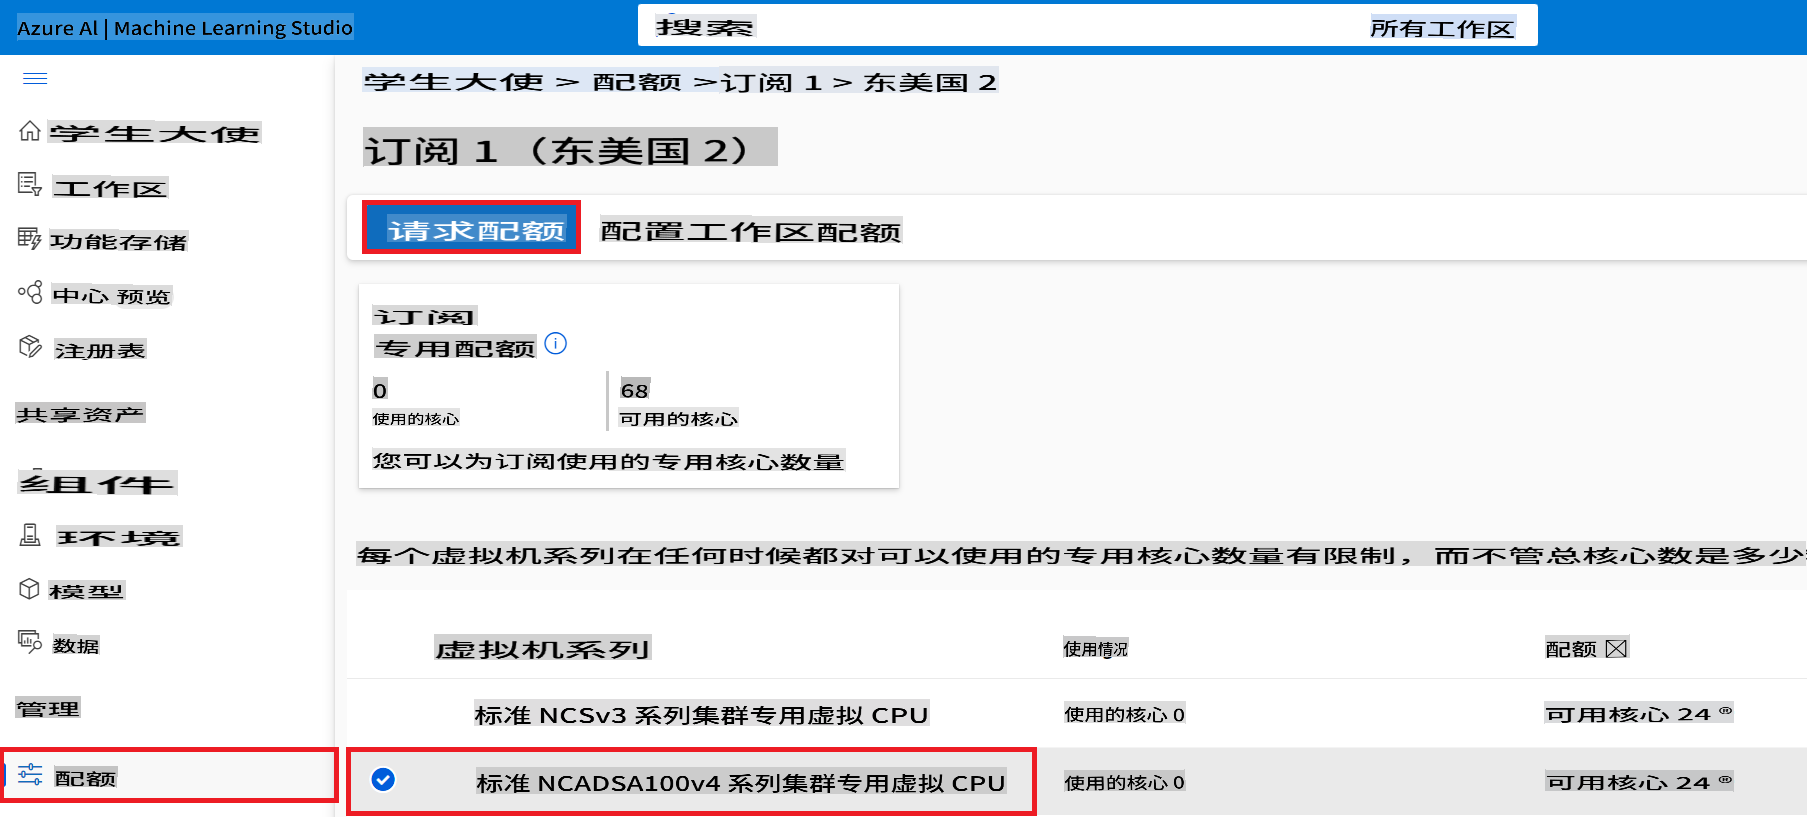 Azure AI | Machine Learning Studio
搜索
所有工作区
学生大使 > 配额 >订阅 1 > 东美国 2
学生大使
订阅 1 （东美国 2）
工作区
请求配额
配置工作区配额
功能存储
中心 预览
订阅
专用配额
注册表
0
68
使用的核心
可用的核心
共享资产
您可以为订阅使用的专用核心数量
组件
环境
每个虚拟机系列在任何时候都对可以使用的专用核心数量有限制，而不管总核心数是多少
模型
数据
虚拟机系列
使用情况
配额
管理
标准 NCSv3 系列集群专用虚拟 CPU
使用的核心 0
可用核心 24 ®
配额
标准 NCADSA100v4 系列集群专用虚拟 CPU
使用的核心 0
可用核心 24 ®